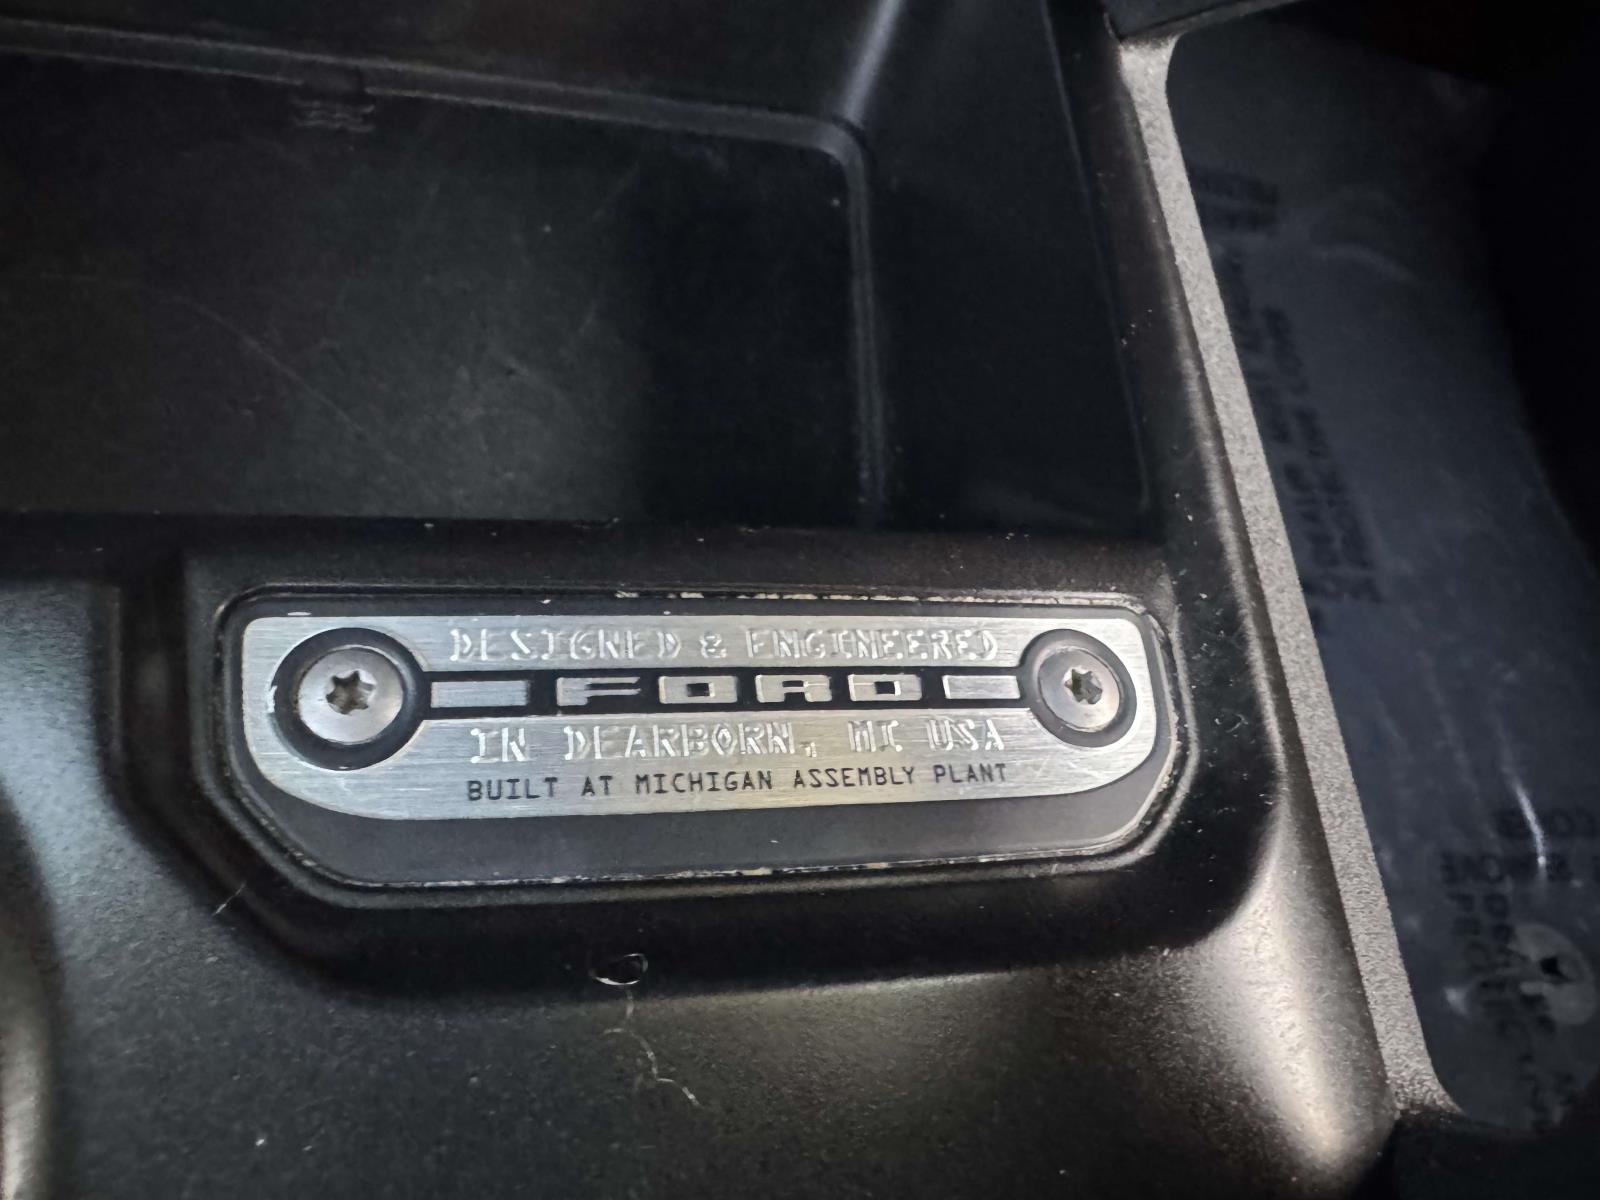 DESIGNED & ENGINEERED
FORD
IN DEARBORN, MI USA
BUILT AT MICHIGAN ASSEMBLY PLANT